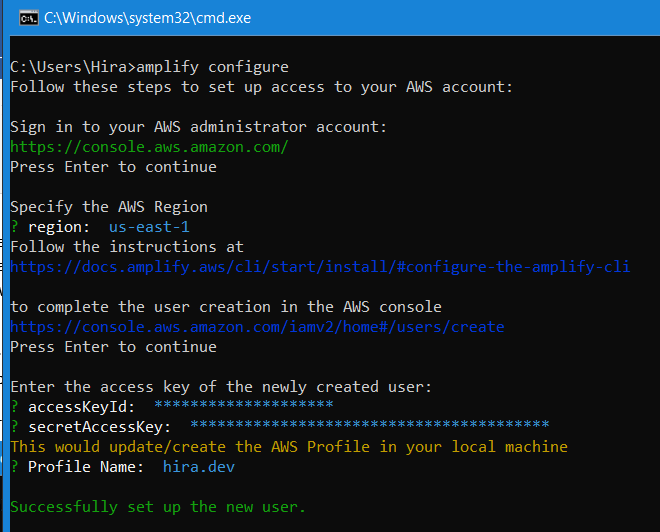 C:\Windows\system32\cmd.exe
C:\Users\Hira>amplify configure
Follow these steps to set up access to your AWS account:
Sign in to your AWS administrator account:
https://console.aws.amazon.com/
Press Enter to continue
Specify the AWS Region
? region:  us-east-1
Follow the instructions at
https://docs.amplify.aws/cli/start/install/#configure-the-amplify-cli
to complete the user creation in the AWS console
https://console.aws.amazon.com/iamv2/home#/users/create
Press Enter to continue
Enter the access key of the newly created user:
? accessKeyId:  ********************
? secretAccessKey:  ****************************************
This would update/create the AWS Profile in your local machine
? Profile Name:  hira.dev
Successfully set up the new user.